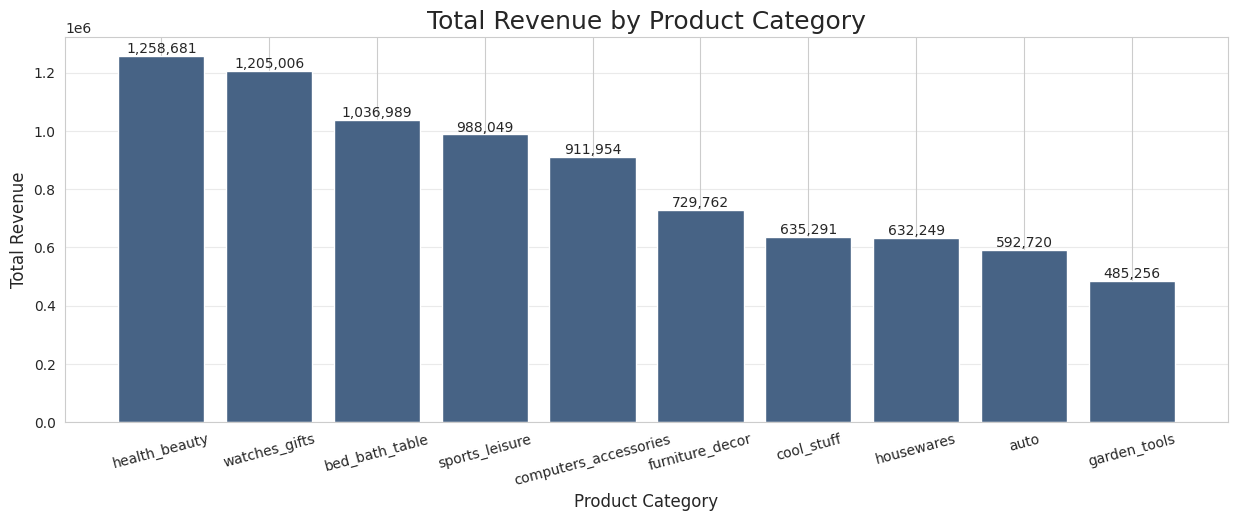 Total Revenue by Product Category
1e6
1,258,681
1,205,006
1,036,989
988,049
911,954
729,762
635,291
632,249
592,720
485,256
1.2
1.0
0.8
0.6
0.4
0.2
0.0
Total Revenue
health_beauty
watches_gifts
bed_bath_table
sports_leisure
computers_accessories
furniture_decor
cool_stuff
housewares
auto
garden_tools
Product Category